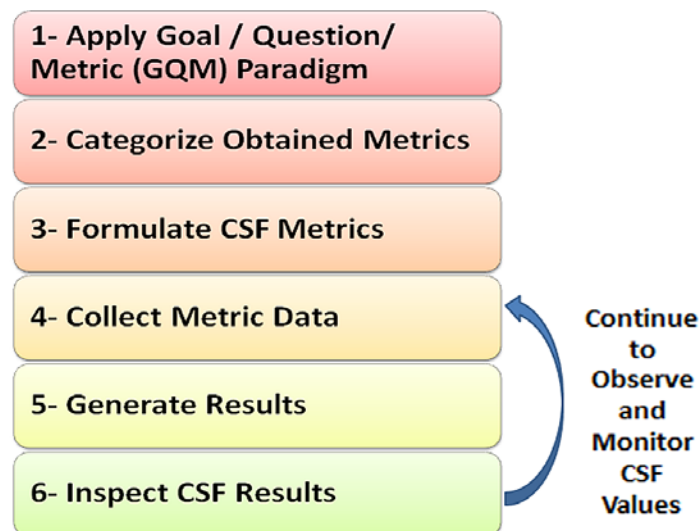 1- Apply Goal / Question/
Metric (GQM) Paradigm
2- Categorize Obtained Metrics
3- Formulate CSF Metrics
4- Collect Metric Data
5- Generate Results
6- Inspect CSF Results
Continue
to
Observe
and
Monitor
CSF
Values